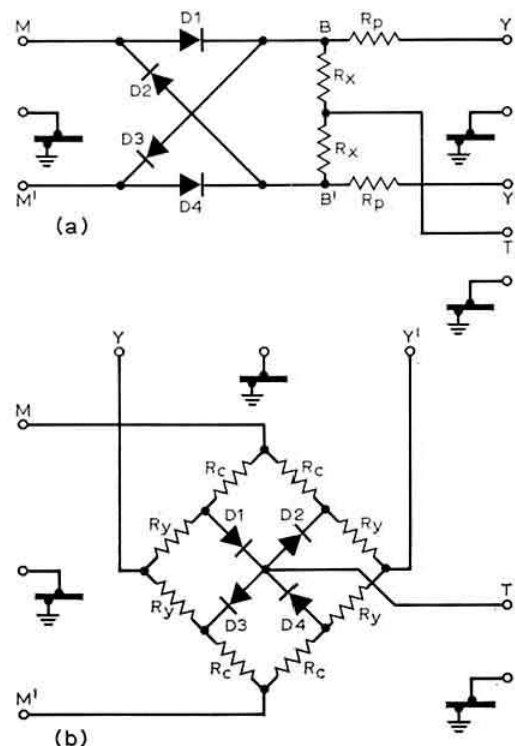 M D1 B Rp Y
D2 Rx
D3 Rx
M' D4 B' Rp Y
(a) T
Y Y'
M
Rc Rc
Ry D1 D2 Ry
T
Ry D3 D4 Ry
Rc Rc
M'
(b)